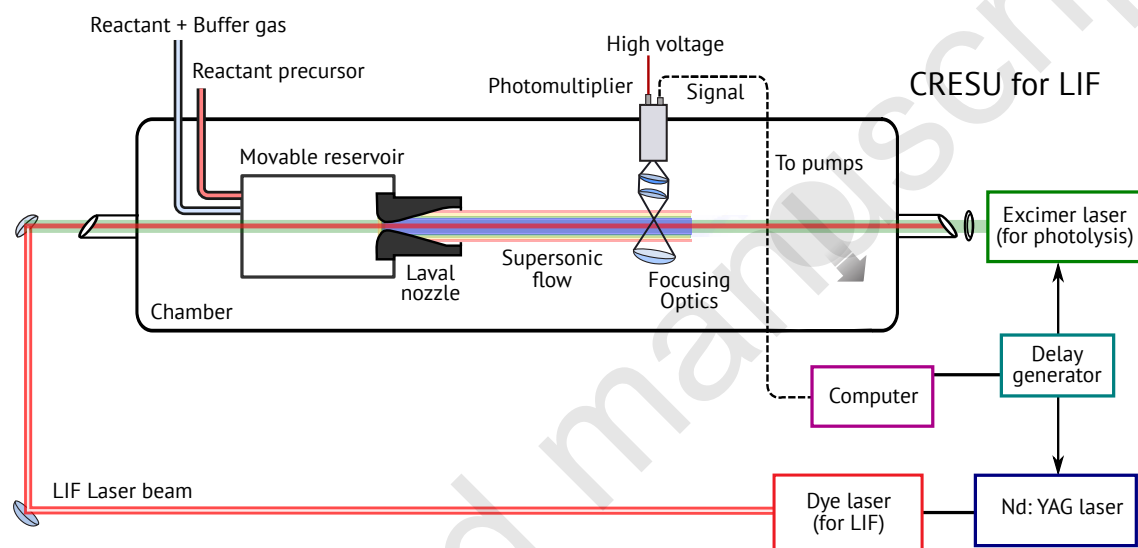 Reactant + Buffer gas
Reactant precursor
High voltage
Photomultiplier
Signal
CRESU for LIF
Movable reservoir
To pumps
Excimer laser
(for photolysis)
Laval
nozzle
Supersonic
flow
Focusing
Optics
Chamber
Delay
generator
Computer
LIF Laser beam
Dye laser
(for LIF)
Nd: YAG laser
d manus